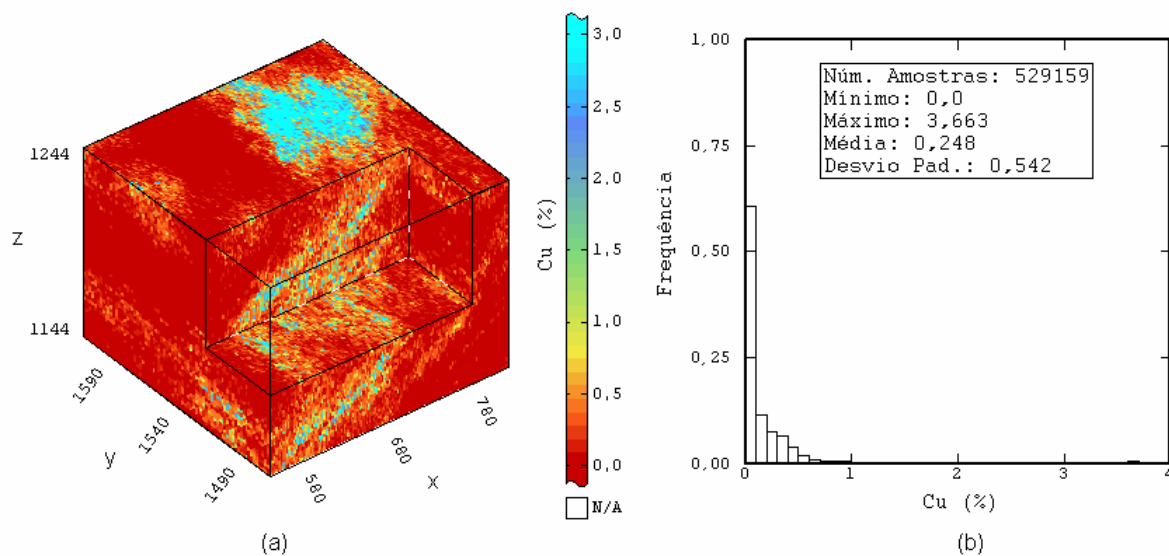 1244
1144
z
1590
1540
1490
y
580
680
780
x
3,0
2,5
2,0
1,5
1,0
0,5
0,0
Cu (%)
N/A
(a)
1,00
0,75
0,50
0,25
0,00
Frequência
Núm. Amostras: 529159
Mínimo: 0,0
Máximo: 3,663
Média: 0,248
Desvio Pad.: 0,542
0
1
2
3
4
Cu (%)
(b)